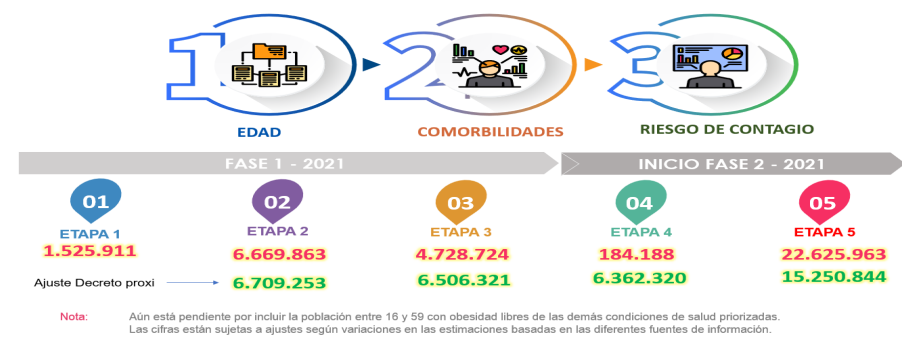 1 2 3
EDAD COMORBILIDADES RIESGO DE CONTAGIO
FASE 1 - 2021 INICIO FASE 2 - 2021
01 02 03 04 05
ETAPA 1 ETAPA 2 ETAPA 3 ETAPA 4 ETAPA 5
1.525.911 6.669.863 4.728.724 184.188 22.625.963
Ajuste Decreto proxi 6.709.253 6.506.321 6.362.320 15.250.844
Nota: Aún está pendiente por incluir la población entre 16 y 59 con obesidad libres de las demás condiciones de salud priorizadas.
Las cifras están sujetas a ajustes según variaciones en las estimaciones basadas en las diferentes fuentes de información.